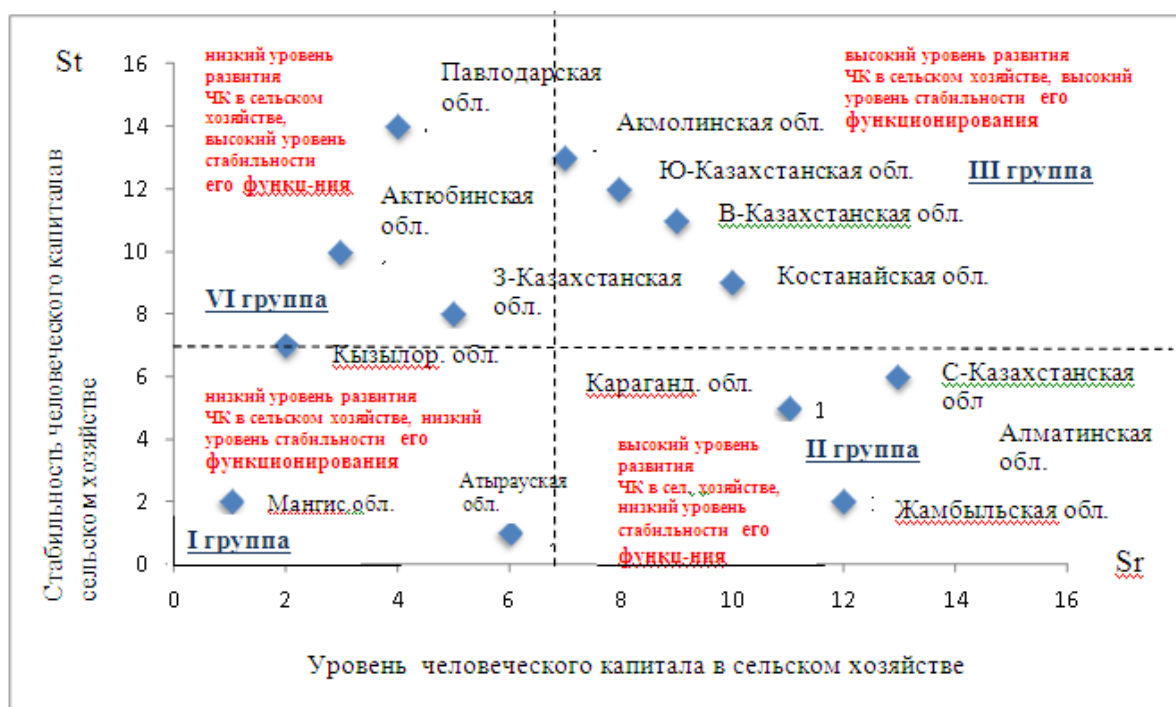 St
16
14
12
10
8
6
4
2
0
Стабильность человеческого капитала в
сельском хозяйстве
низкий уровень
развития
ЧК в сельском
хозяйстве,
высокий уровень
стабильности
его функц-ния
Павлодарская
обл.
высокий уровень развития
ЧК в сельском хозяйстве, высокий
уровень стабильности его
функционирования
Акмолинская обл.
Ю-Казахстанская обл.
III группа
Актюбинская
обл.
В-Казахстанская обл.
З-Казахстанская
обл.
Костанайская обл.
VI группа
Кызылор. обл.
Караганд. обл.
1
С-Казахстанская
обл
низкий уровень развития
ЧК в сельском хозяйстве, низкий
уровень стабильности его
функционирования
Алматинская
обл.
II группа
высокий уровень
развития
ЧК в сел. хозяйстве,
низкий уровень
стабильности его
функц-ния
Мангис.обл.
Атырауская
обл.
Жамбыльская обл.
I группа
Sr
0 2 4 6 8 10 12 14 16
Уровень человеческого капитала в сельском хозяйстве